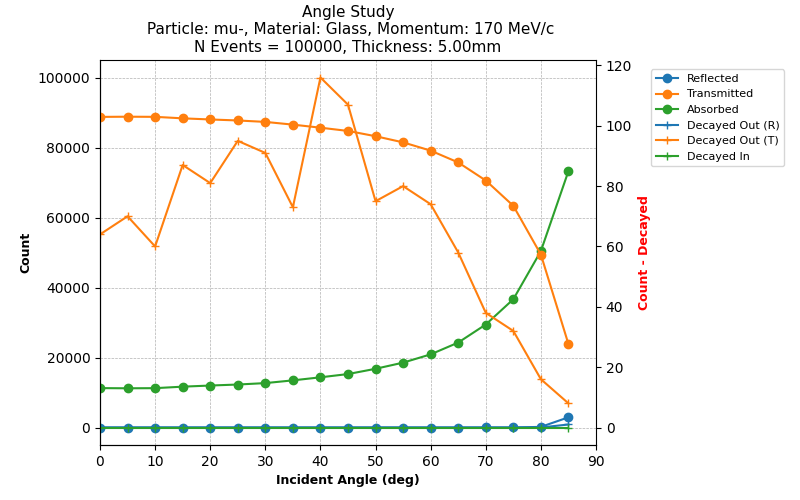 Angle Study
Particle: mu-, Material: Glass, Momentum: 170 MeV/c
N Events = 100000, Thickness: 5.00mm
100000
80000
60000
40000
20000
0
Count
0 10 20 30 40 50 60 70 80 90
Incident Angle (deg)
120
100
80
60
40
20
0
Count - Decayed
Reflected
Transmitted
Absorbed
Decayed Out (R)
Decayed Out (T)
Decayed In